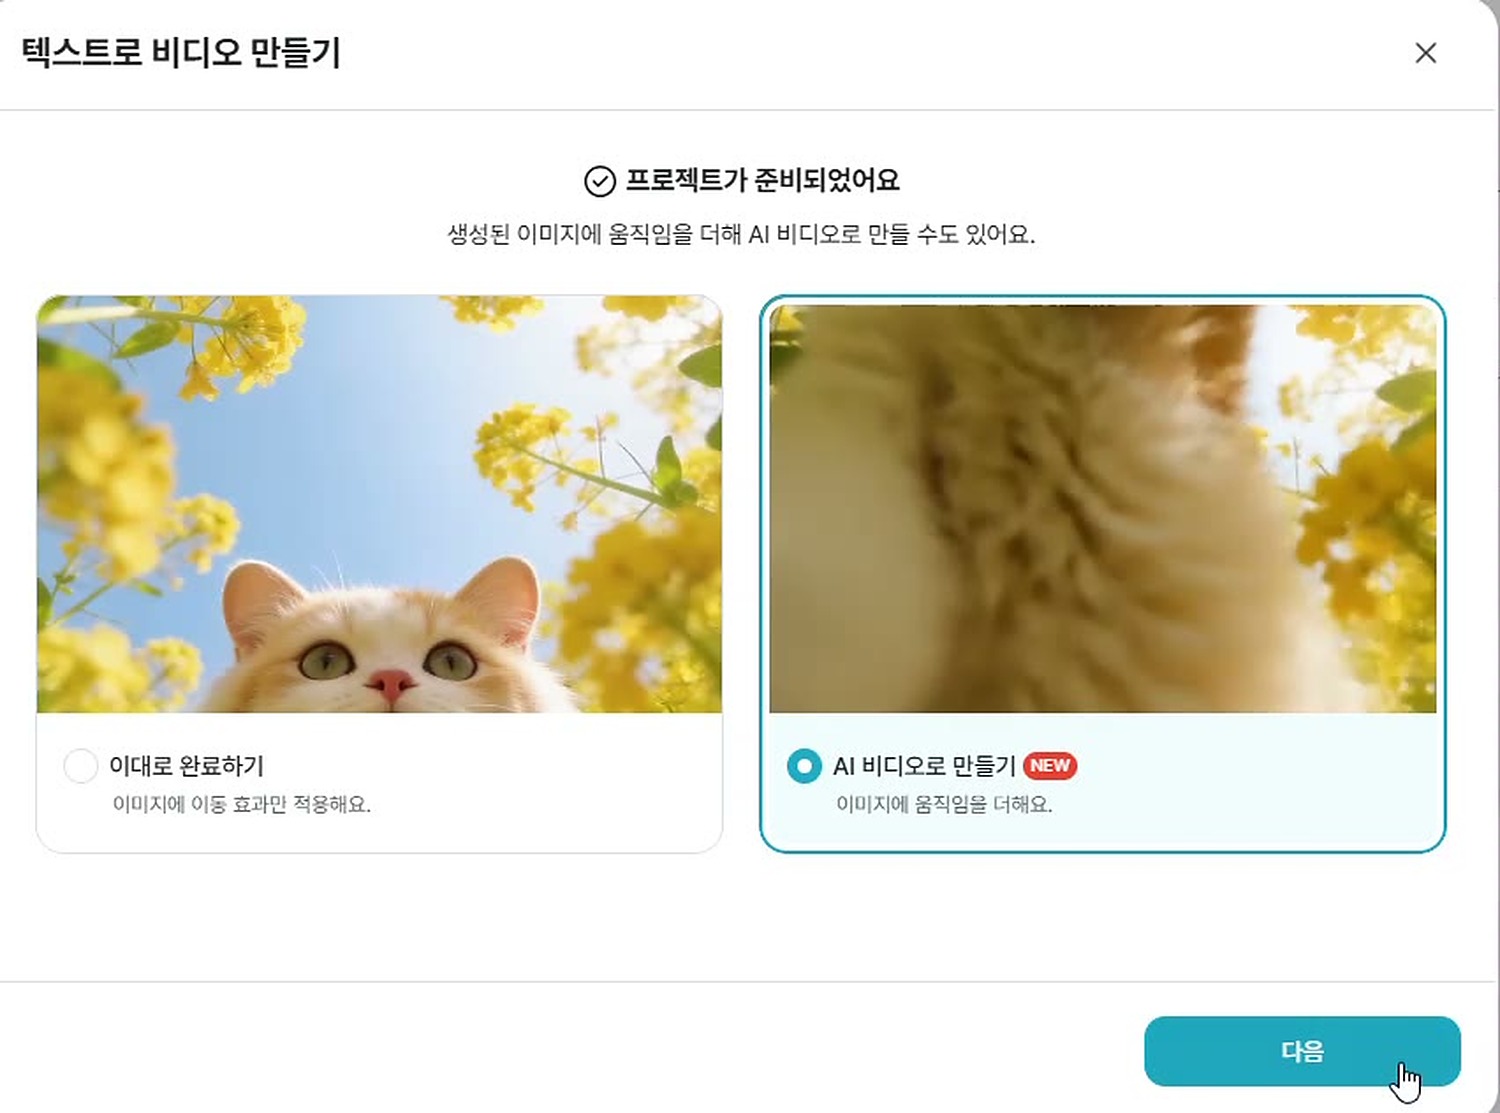 텍스트로 비디오 만들기
프로젝트가 준비되었어요
생성된 이미지에 움직임을 더해 AI 비디오로 만들 수도 있어요.
이대로 완료하기
이미지에 이동 효과만 적용해요.
AI 비디오로 만들기 NEW
이미지에 움직임을 더해요.
다음